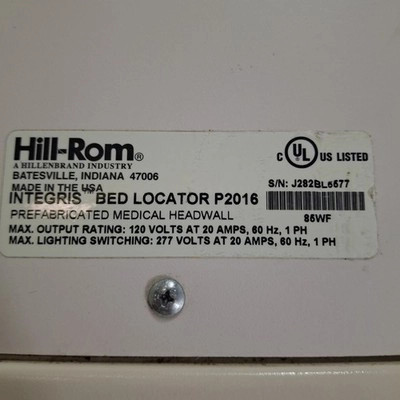 Hill-Rom®
A HILLENBRAND INDUSTRY
BATESVILLE, INDIANA 47006
MADE IN THE USA
C UL US LISTED
S/N: J282BL6577
INTEGRIS™ BED LOCATOR P2016
PREFABRICATED MEDICAL HEADWALL
85WF
MAX. OUTPUT RATING: 120 VOLTS AT 20 AMPS, 60 Hz, 1 PH
MAX. LIGHTING SWITCHING: 277 VOLTS AT 20 AMPS, 60 Hz, 1 PH